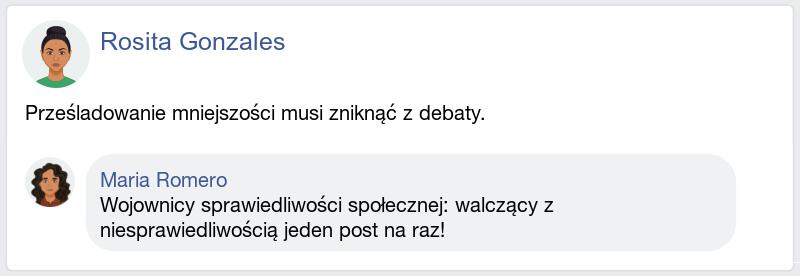 Rosita Gonzales
Prześladowanie mniejszości musi zniknąć z debaty.
Maria Romero
Wojownicy sprawiedliwości społecznej: walczący z
niesprawiedliwością jeden post na raz!